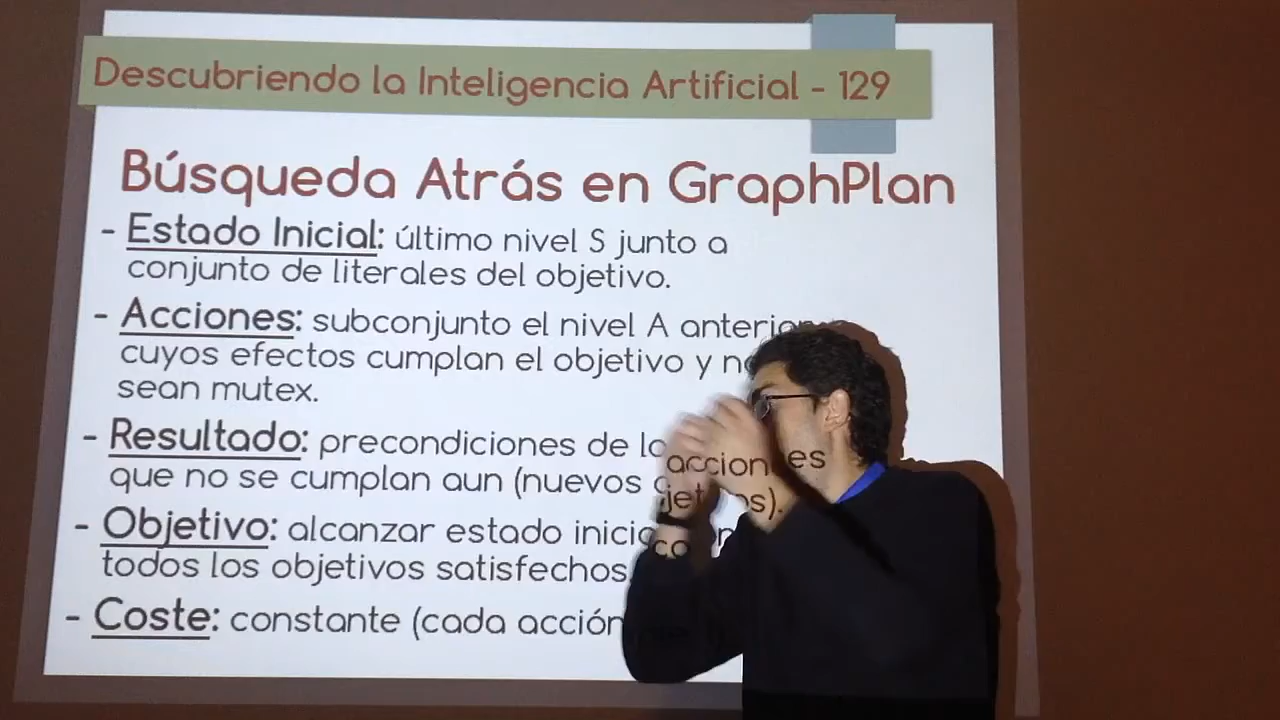 Descubriendo la Inteligencia Artificial - 129
Búsqueda Atrás en GraphPlan
- Estado Inicial: último nivel S junto a
conjunto de literales del objetivo.
- Acciones: subconjunto el nivel A anterior
cuyos efectos cumplan el objetivo y no
sean mutex.
- Resultado: precondiciones de las acciones
que no se cumplan aun (nuevos objetivos).
- Objetivo: alcanzar estado inicial con
todos los objetivos satisfechos
- Coste: constante (cada acción